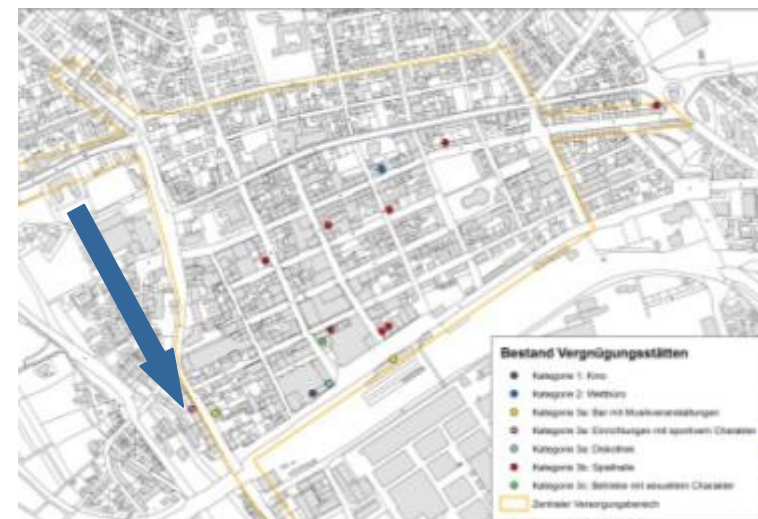 Bestand Vergnügungsstätten
Kategorie 1: Kino
Kategorie 2: Wettbüro
Kategorie 3a: Bar mit Musikveranstaltungen
Kategorie 3a: Einrichtungen mit sportivem Charakter
Kategorie 3a: Diskothek
Kategorie 3b: Spielhalle
Kategorie 3c: Betriebe mit sexuellem Charakter
Zentraler Versorgungsbereich